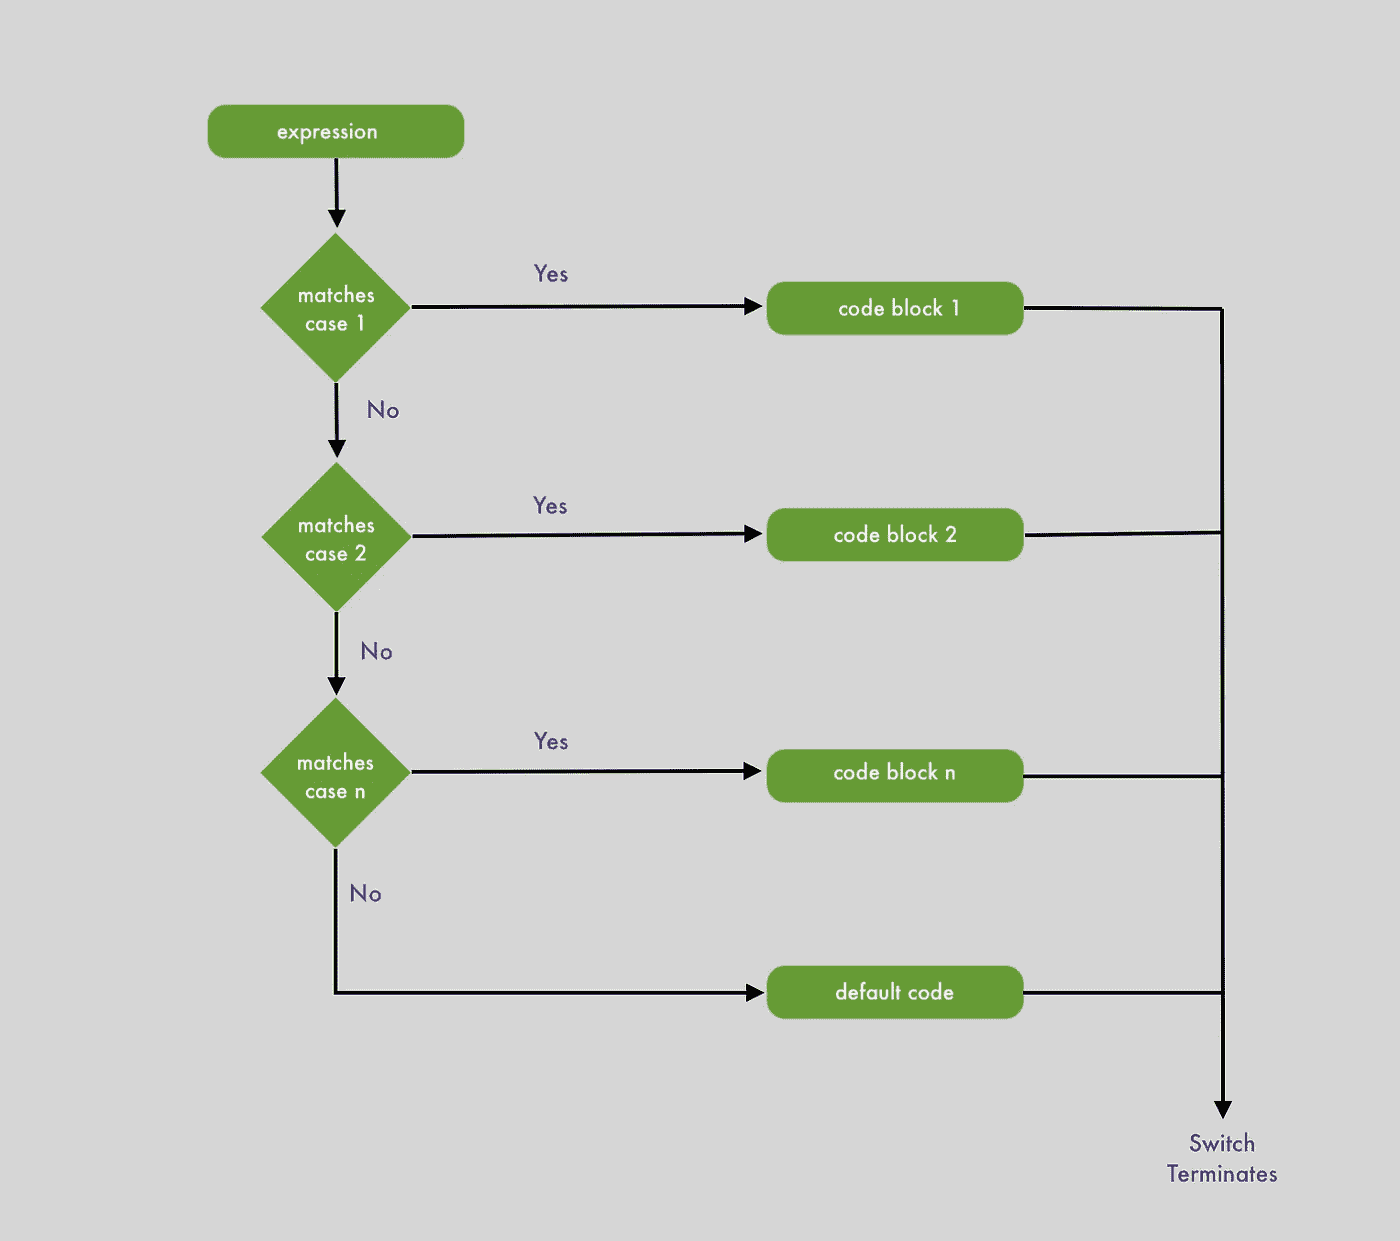 expression
matches
case 1
Yes
code block 1
No
matches
case 2
Yes
code block 2
No
matches
case n
Yes
code block n
No
default code
Switch
Terminates